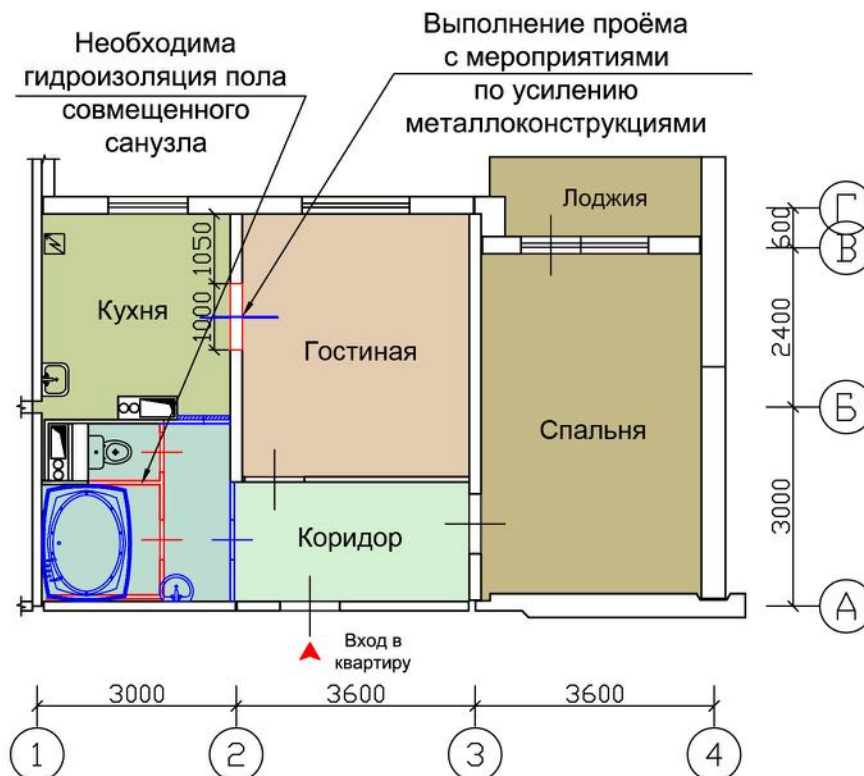 Необходима
гидроизоляция пола
совмещенного
санузла
Выполнение проёма
с мероприятиями
по усилению
металлоконструкциями
Лоджия
Г
600
В
1050
Кухня
1000
Гостиная
2400
Б
Спальня
3000
Коридор
А
Вход в
квартиру
3000
3600
3600
1
2
3
4